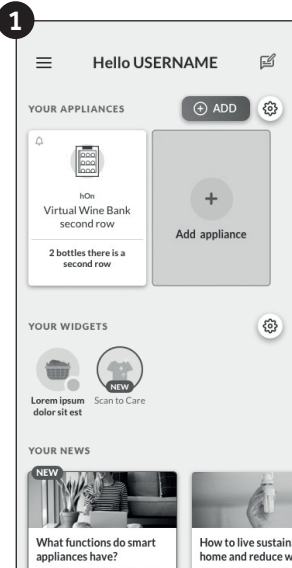 1
Hello USERNAME
YOUR APPLIANCES
ADD
hOn
Virtual Wine Bank
second row
2 bottles there is a
second row
Add appliance
YOUR WIDGETS
NEW
Lorem ipsum
dolor sit est
Scan to Care
YOUR NEWS
NEW
What functions do smart
appliances have?
How to live sustain
home and reduce w